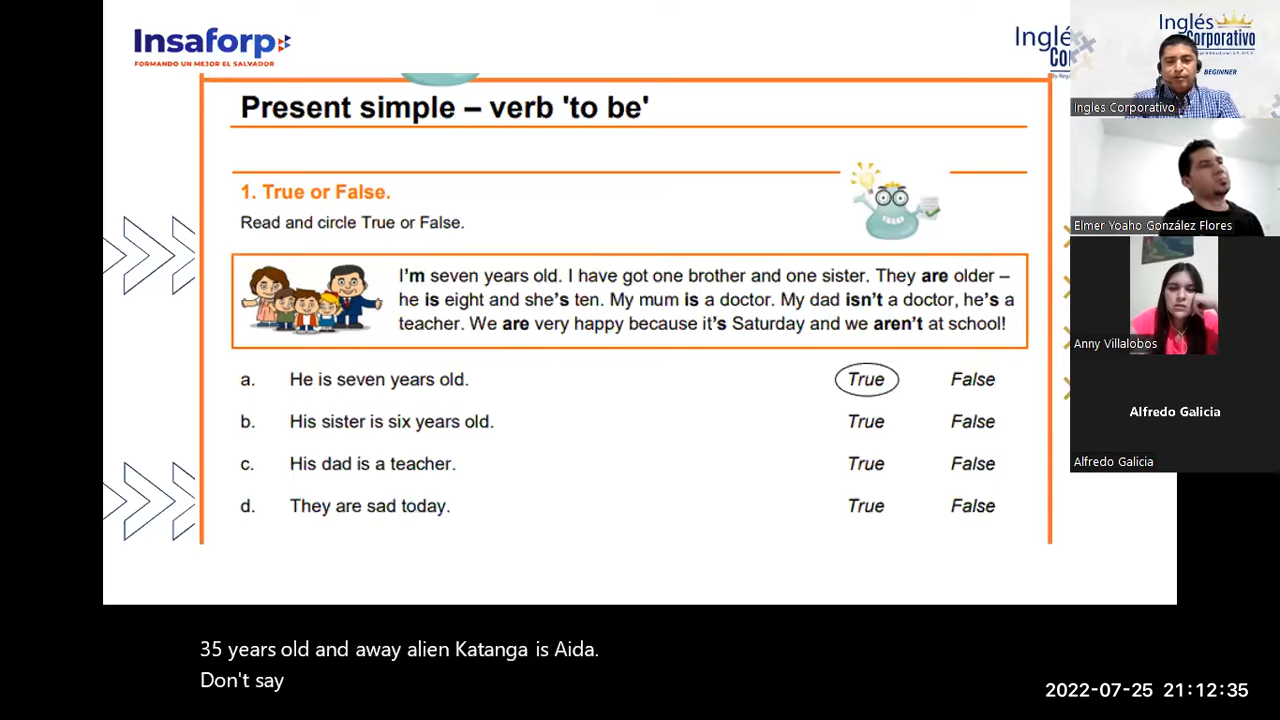 Insaforp
FORMANDO UN MEJOR EL SALVADOR
Inglés
Corporativo
BEGINNER
Ingles Corporativo
Present simple – verb 'to be'
1. True or False.
Read and circle True or False.
I'm seven years old. I have got one brother and one sister. They are older –
he is eight and she's ten. My mum is a doctor. My dad isn't a doctor, he's a
teacher. We are very happy because it's Saturday and we aren't at school!
a. He is seven years old. True False
b. His sister is six years old. True False
c. His dad is a teacher. True False
d. They are sad today. True False
Elmer Yoaho González Flores
Anny Villalobos
Alfredo Galicia
Alfredo Galicia
35 years old and away alien Katanga is Aida.
Don't say
2022-07-25 21:12:35